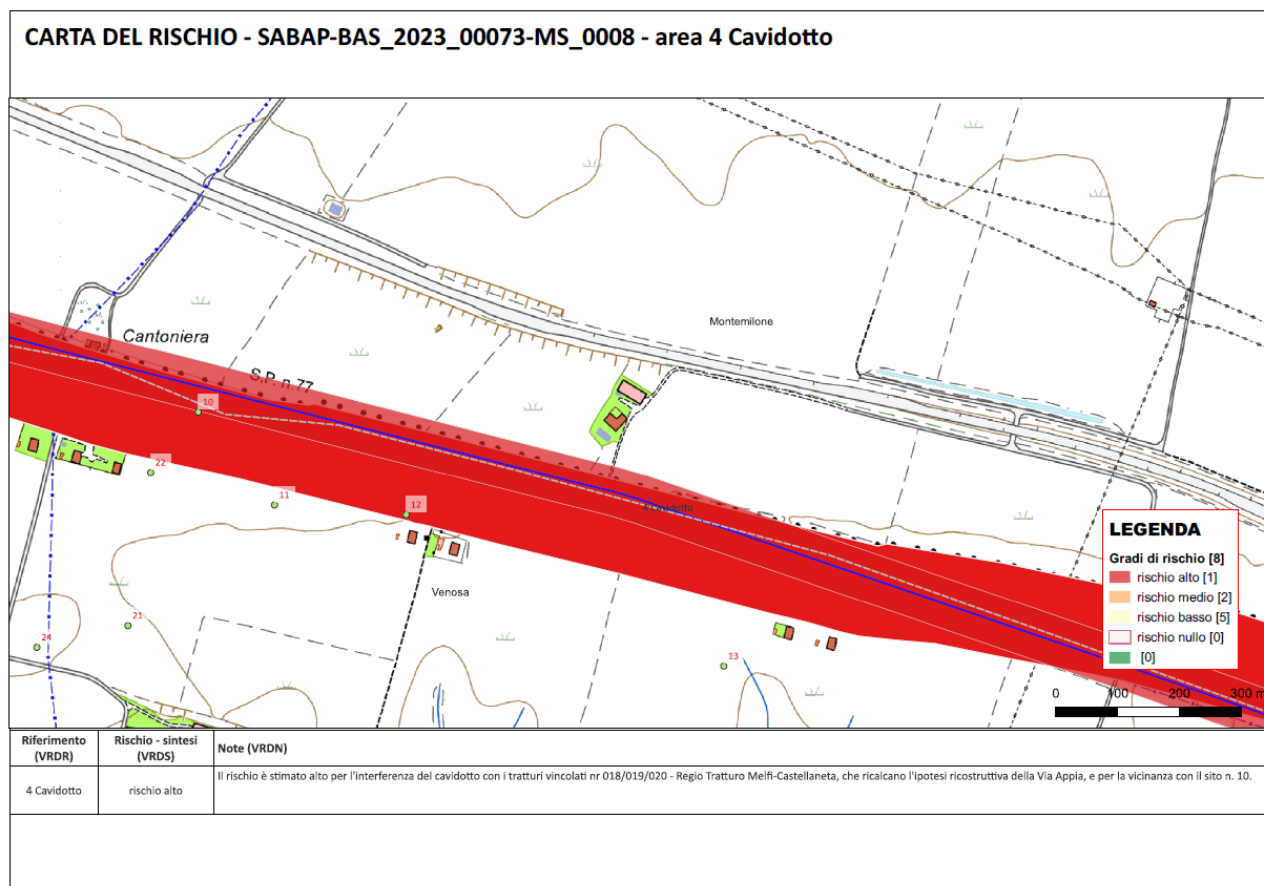 CARTA DEL RISCHIO - SABAP-BAS_2023_00073-MS_0008 - area 4 Cavidotto
Montemilone
Cantoniera
S.P. n.77
10
22
11
12
4 Cavidotto
Venosa
21
24
13
LEGENDA
Gradi di rischio [8]
rischio alto [1]
rischio medio [2]
rischio basso [5]
rischio nullo [0]
[0]
0 100 200 300 m
Riferimento (VRDR)
Rischio - sintesi (VRDS)
Note (VRDN)
4 Cavidotto
rischio alto
Il rischio è stimato alto per l'interferenza del cavidotto con i tratturi vincolati nr 018/019/020 - Regio Tratturo Melfi-Castellaneta, che ricalcano l'ipotesi ricostruttiva della Via Appia, e per la vicinanza con il sito n. 10.